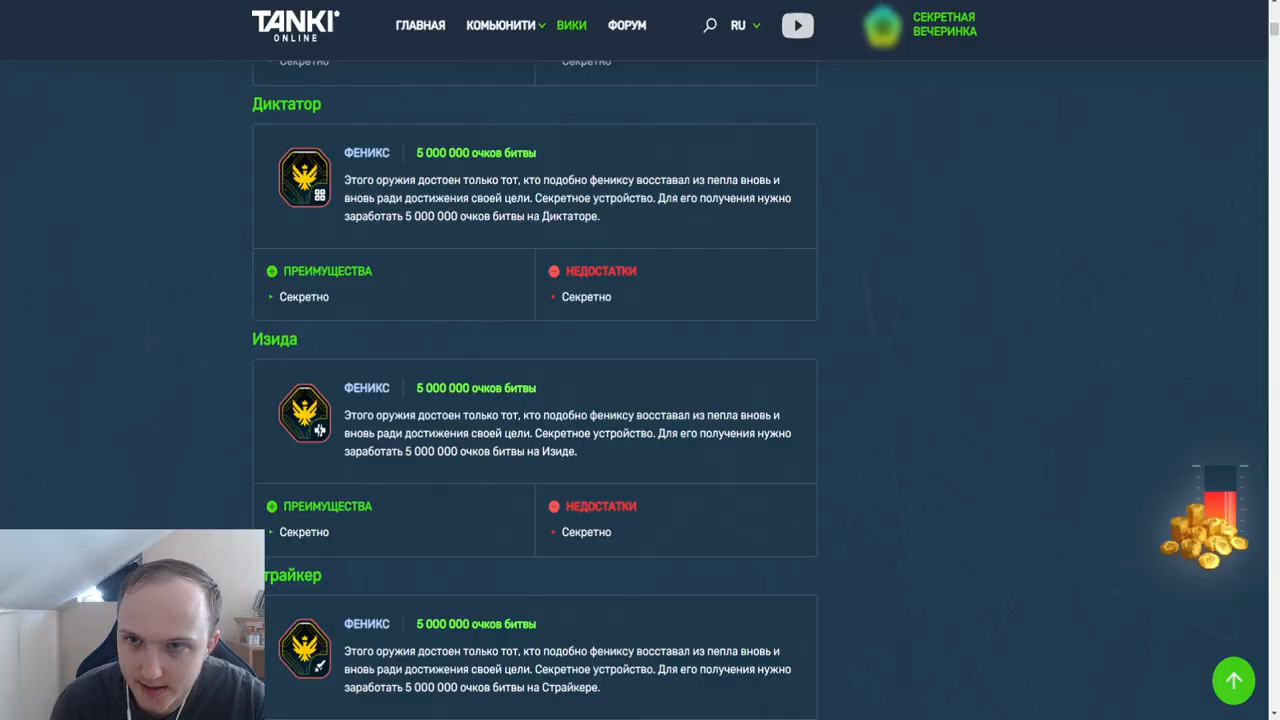 TANKI
ONLINE
ГЛАВНАЯ
КОМЬЮНИТИ
ВИКИ
ФОРУМ
RU
СЕКРЕТНАЯ
ВЕЧЕРИНКА
Секретно
Секретно
Диктатор
ФЕНИКС
5 000 000 очков битвы
Этого оружия достоен только тот, кто подобно фениксу восставал из пепла вновь и
вновь ради достижения своей цели. Секретное устройство. Для его получения нужно
заработать 5 000 000 очков битвы на Диктаторе.
ПРЕИМУЩЕСТВА
НЕДОСТАТКИ
Секретно
Секретно
Изида
ФЕНИКС
5 000 000 очков битвы
Этого оружия достоен только тот, кто подобно фениксу восставал из пепла вновь и
вновь ради достижения своей цели. Секретное устройство. Для его получения нужно
заработать 5 000 000 очков битвы на Изиде.
ПРЕИМУЩЕСТВА
НЕДОСТАТКИ
Секретно
Секретно
трайкер
ФЕНИКС
5 000 000 очков битвы
Этого оружия достоен только тот, кто подобно фениксу восставал из пепла вновь и
вновь ради достижения своей цели. Секретное устройство. Для его получения нужно
заработать 5 000 000 очков битвы на Страйкере.